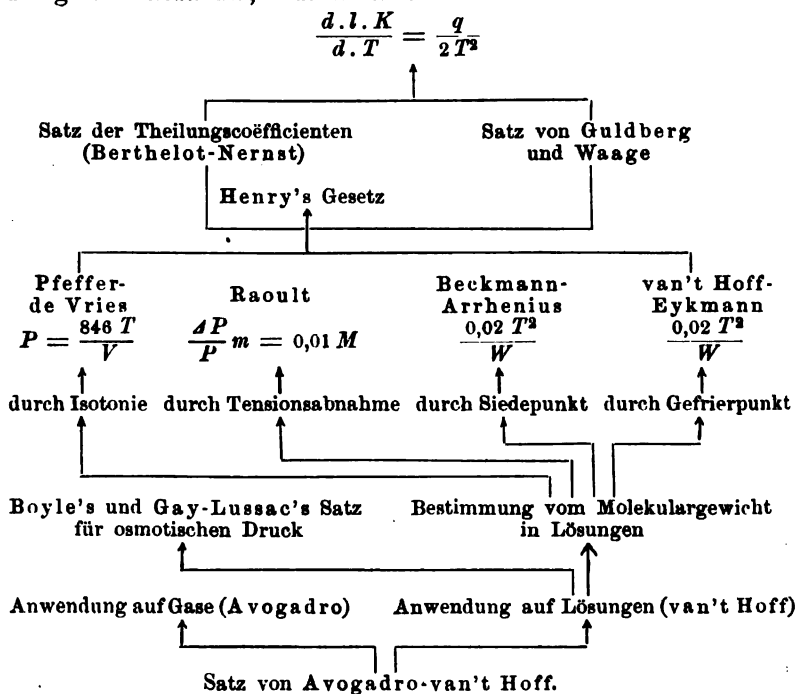 d.l.K / d.T = q / 2 T²
Satz der Theilungscoëfficienten
(Berthelot-Nernst)
Satz von Guldberg
und Waage
Henry's Gesetz
Pfeffer-
de Vries
P = 846 T / V
Raoult
ΔP / P m = 0,01 M
Beckmann-
Arrhenius
0,02 T² / W
van't Hoff-
Eykmann
0,02 T² / W
durch Isotonie
durch Tensionsabnahme
durch Siedepunkt
durch Gefrierpunkt
Boyle's und Gay-Lussac's Satz
für osmotischen Druck
Bestimmung vom Molekulargewicht
in Lösungen
Anwendung auf Gase (Avogadro)
Anwendung auf Lösungen (van't Hoff)
Satz von Avogadro-van't Hoff.